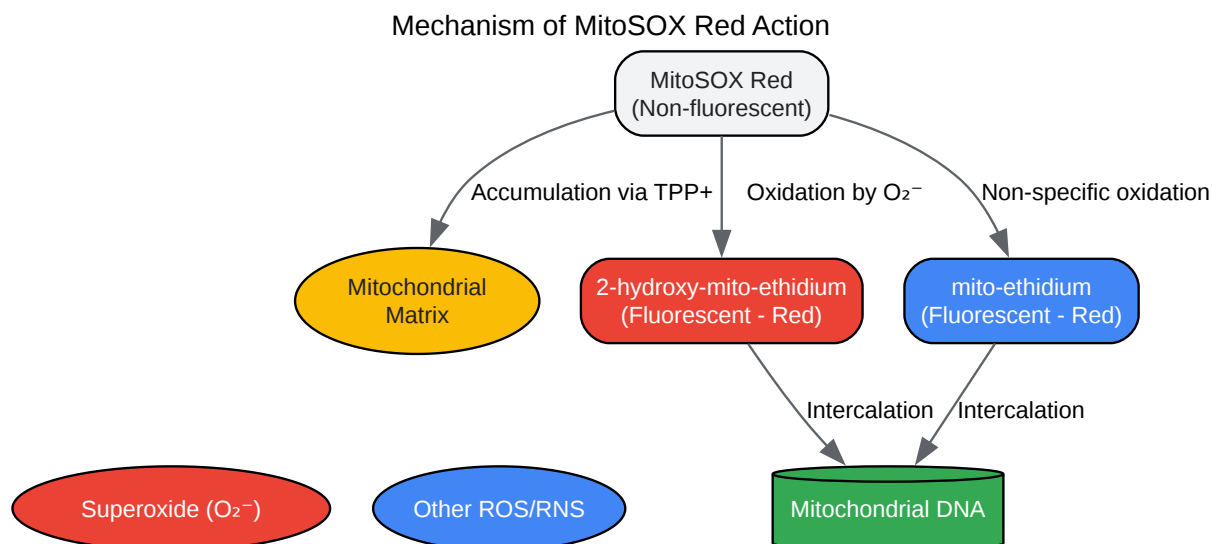 Mechanism of MitoSOX Red Action
MitoSOX Red
(Non-fluorescent)
Accumulation via TPP+
Oxidation by O₂⁻
Non-specific oxidation
Mitochondrial
Matrix
2-hydroxy-mito-ethidium
(Fluorescent - Red)
mito-ethidium
(Fluorescent - Red)
Intercalation
Intercalation
Superoxide (O₂⁻)
Other ROS/RNS
Mitochondrial DNA